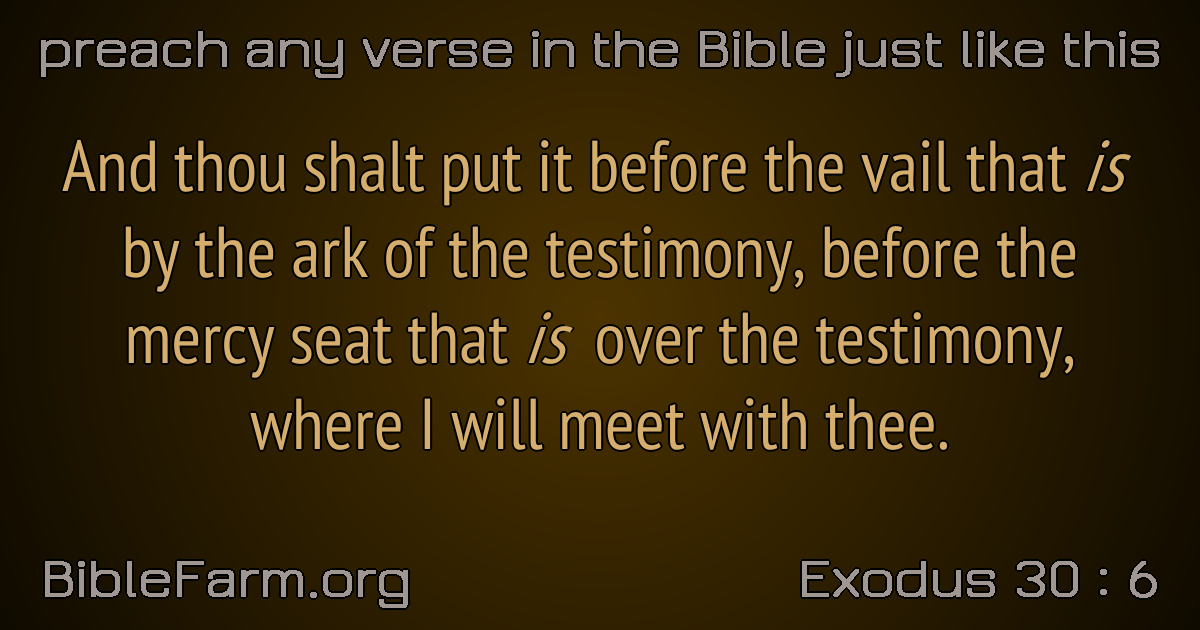 preach any verse in the Bible just like this
And thou shalt put it before the vail that is
by the ark of the testimony, before the
mercy seat that is over the testimony,
where I will meet with thee.
BibleFarm.org
Exodus 30 : 6